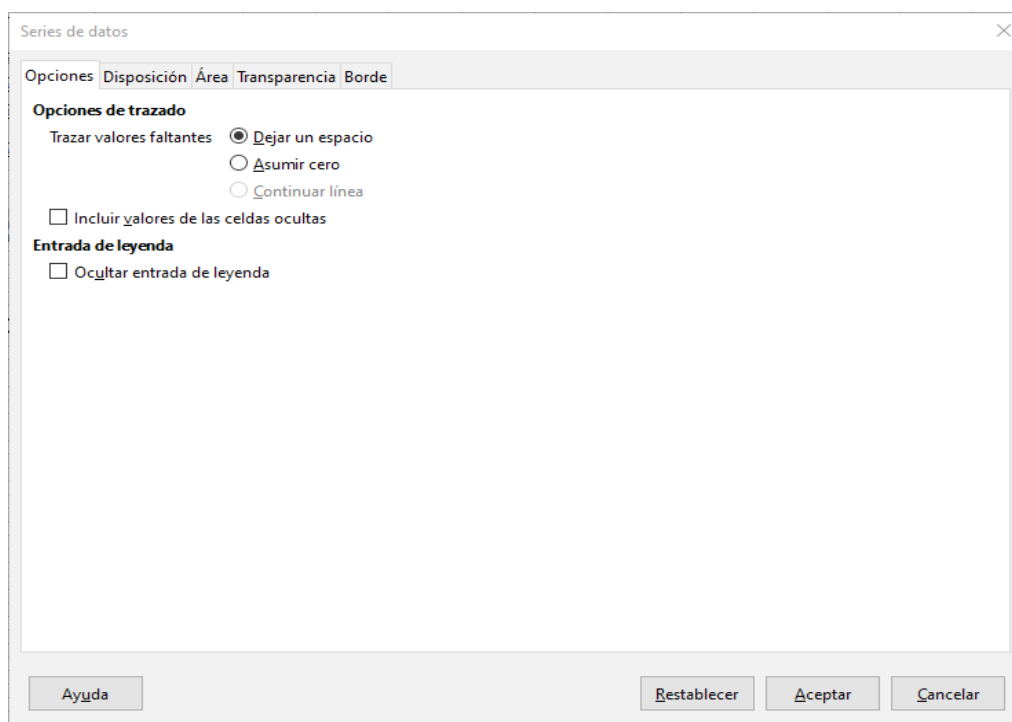 Series de datos
Opciones Disposición Área Transparencia Borde
Opciones de trazado
Trazar valores faltantes Dejar un espacio
Asumir cero
Continuar línea
Incluir valores de las celdas ocultas
Entrada de leyenda
Ocultar entrada de leyenda
Ayuda Restablecer Aceptar Cancelar